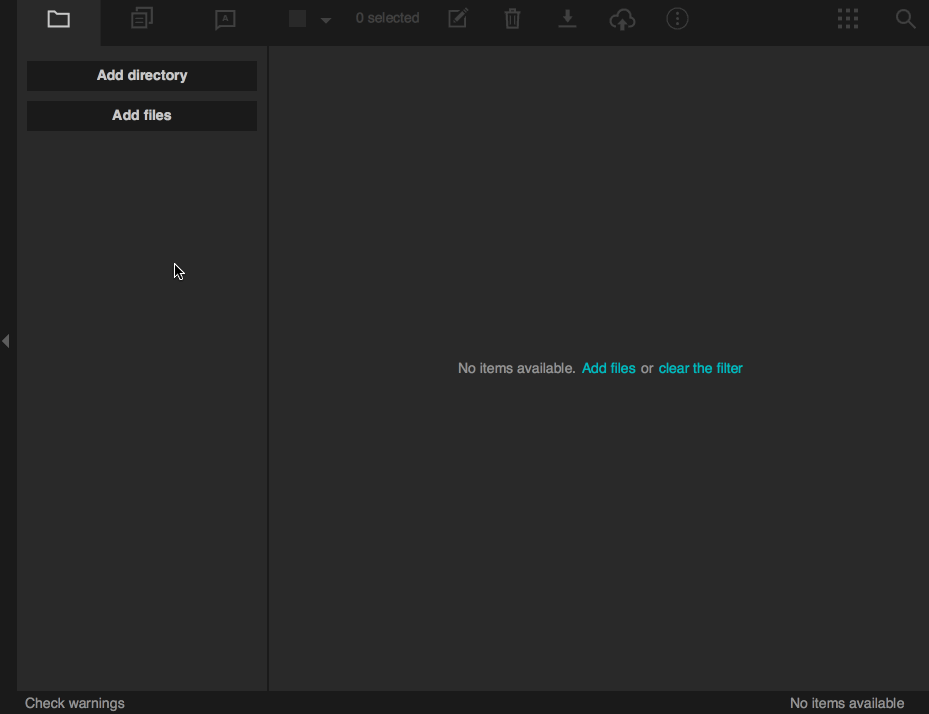 A
0 selected
Add directory
Add files
No items available. Add files or clear the filter
Check warnings
No items available